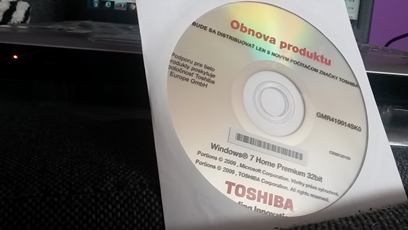 Obnova produktu
BUDE SA DISTRIBUOVAŤ LEN S NOVÝM POČÍTAČOM ZNAČKY TOSHIBA
Podporu pre tieto
produkty poskytuje
spoločnosť Toshiba
Europe GmbH
GMR410014SK0
Windows® 7 Home Premium 32bit
Portions © 2009, Microsoft Corporation. Všetky práva vyhradené.
Portions © 2009, TOSHIBA Corporation. All rights reserved.
TOSHIBA